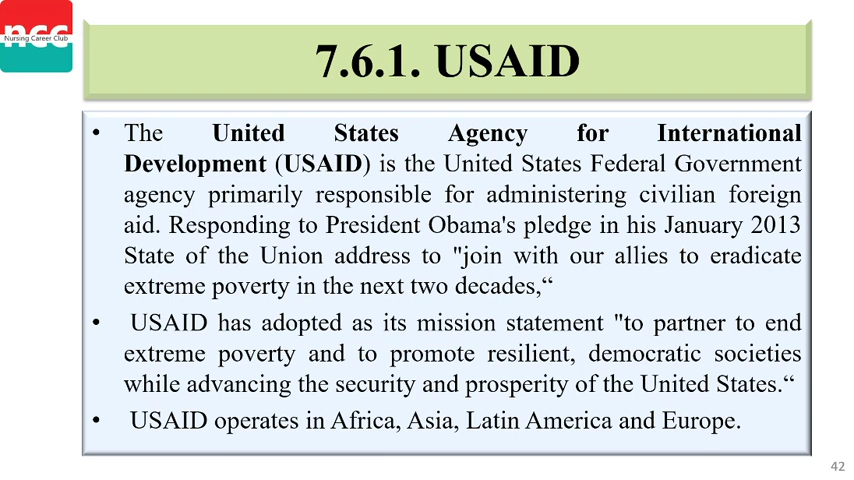 ncc
Nursing Career Club
7.6.1. USAID
• The United States Agency for International
Development (USAID) is the United States Federal Government
agency primarily responsible for administering civilian foreign
aid. Responding to President Obama's pledge in his January 2013
State of the Union address to "join with our allies to eradicate
extreme poverty in the next two decades,“
• USAID has adopted as its mission statement "to partner to end
extreme poverty and to promote resilient, democratic societies
while advancing the security and prosperity of the United States.“
• USAID operates in Africa, Asia, Latin America and Europe.
42